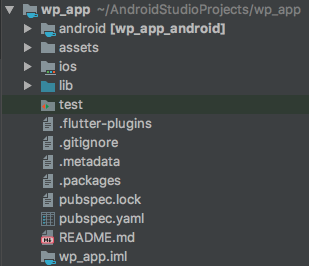 wp_app ~/AndroidStudioProjects/wp_app
android [wp_app_android]
assets
ios
lib
test
.flutter-plugins
.gitignore
.metadata
.packages
pubspec.lock
pubspec.yaml
README.md
wp_app.iml